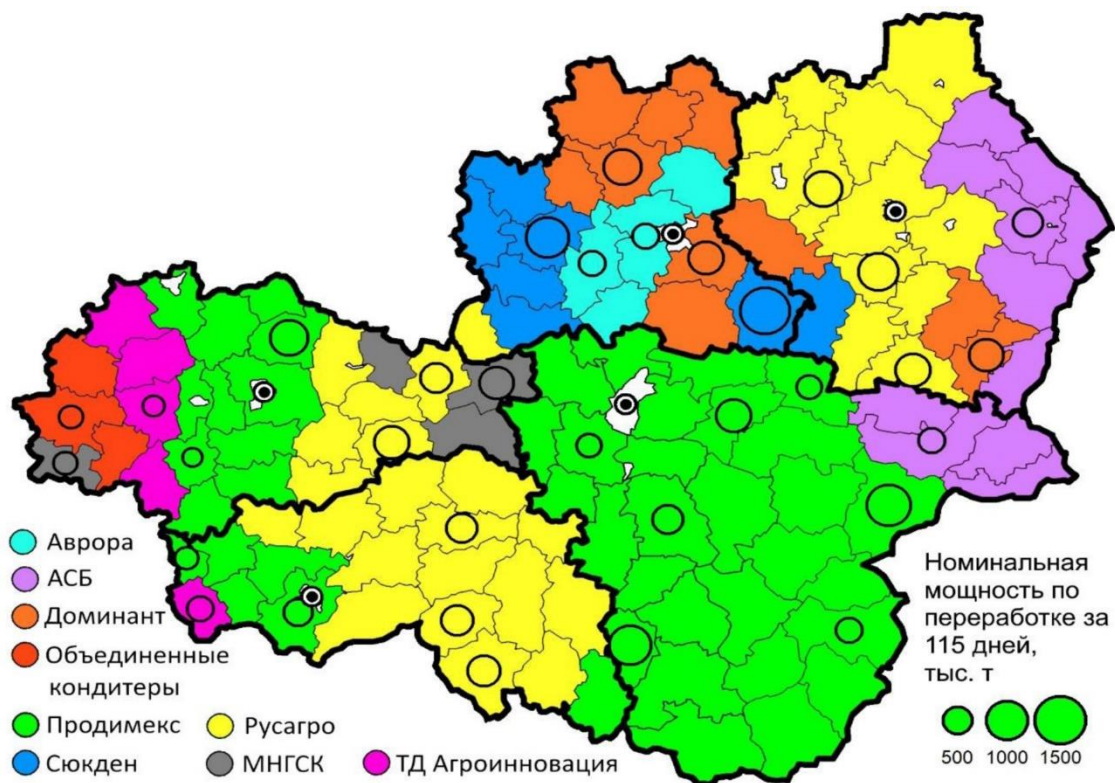 Аврора
АСБ
Доминант
Объединенные
кондитеры
Продимекс
Русагро
Сюкден
МНГСК
ТД Агроинновация
Номинальная
мощность по
переработке за
115 дней,
тыс. т
500 1000 1500